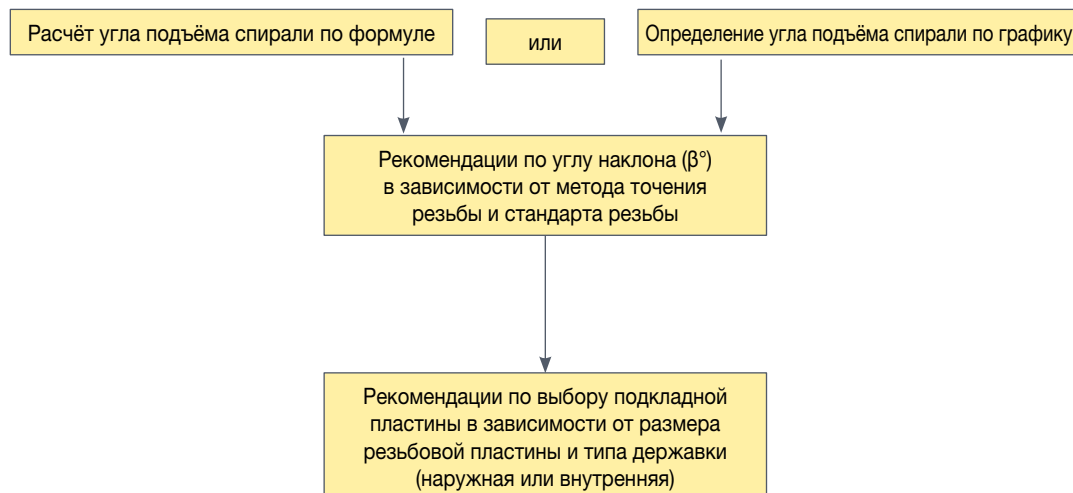 Расчёт угла подъёма спирали по формуле
или
Определение угла подъёма спирали по графику
Рекомендации по углу наклона (β°)
в зависимости от метода точения
резьбы и стандарта резьбы
Рекомендации по выбору подкладной
пластины в зависимости от размера
резьбовой пластины и типа державки
(наружная или внутренняя)